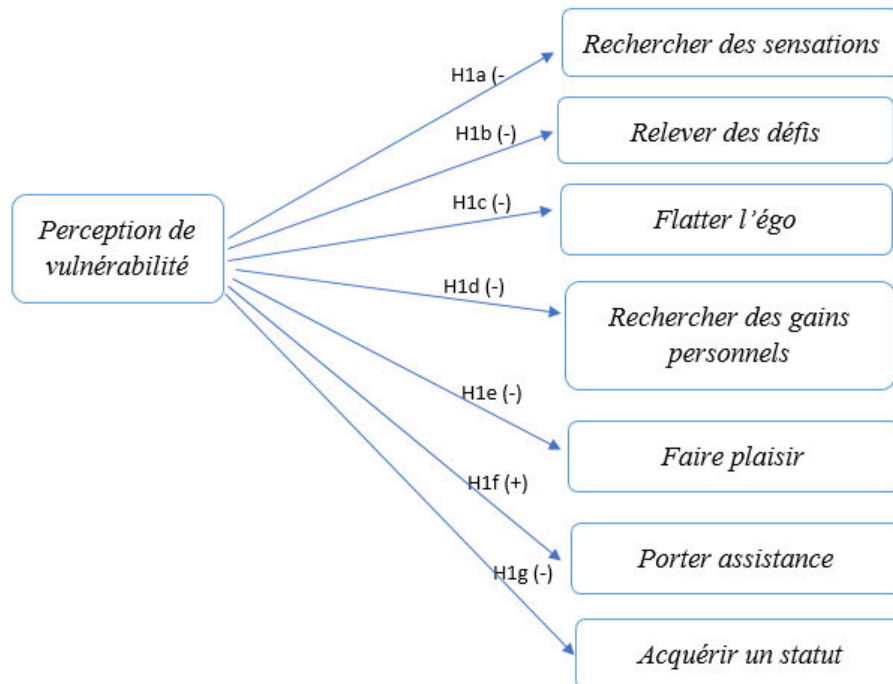 Rechercher des sensations
H1a (-
Relever des défis
H1b (-)
Flatter l’égo
H1c (-)
Perception de
vulnérabilité
H1d (-)
Rechercher des gains
personnels
H1e (-)
Faire plaisir
H1f (+)
Porter assistance
H1g (-)
Acquérir un statut